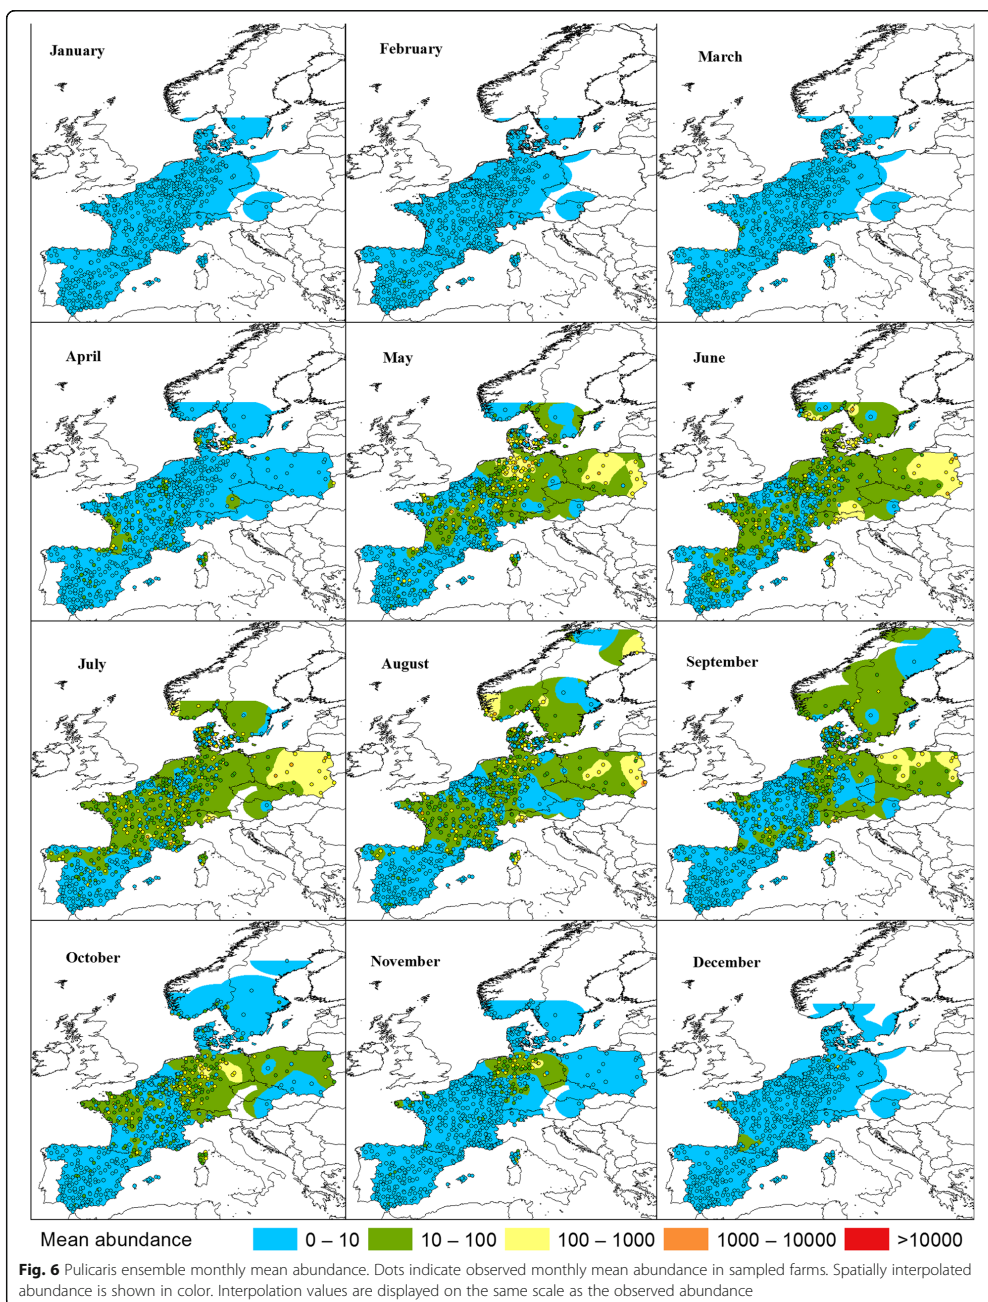 January
February
March
April
May
June
July
August
September
October
November
December
Mean abundance 0 – 10 10 – 100 100 – 1000 1000 – 10000 >10000
Fig. 6 Pulicaris ensemble monthly mean abundance. Dots indicate observed monthly mean abundance in sampled farms. Spatially interpolated
abundance is shown in color. Interpolation values are displayed on the same scale as the observed abundance